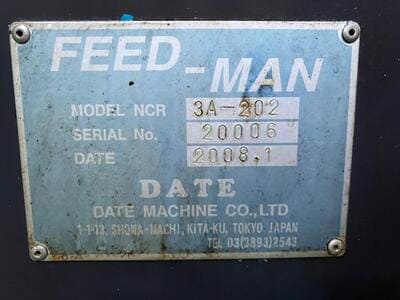 FEED-MAN
MODEL NCR 3A-202
SERIAL No. 20006
DATE 2008.1
DATE
DATE MACHINE CO.,LTD
1-1-13, SHOWA-MACHI, KITA-KU, TOKYO JAPAN
TEL 03(3893)2543